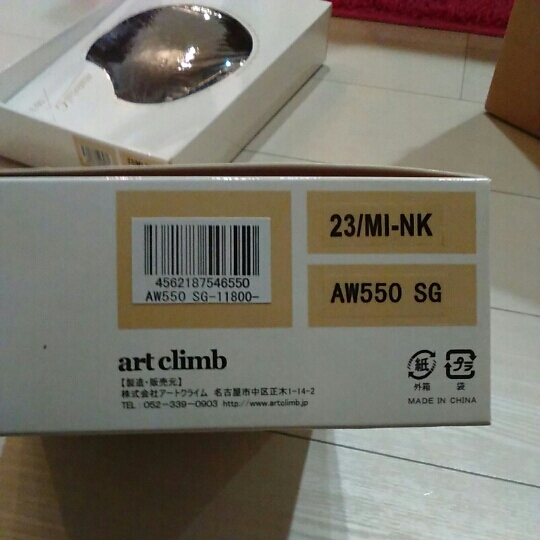 4562187546550
AW550 SG-11800-
23/MI-NK
AW550 SG
art climb
【製造・販売元】
株式会社アートクライム 名古屋市中区正木1-14-2
TEL:052-339-0903 http://www.artclimb.jp
紙
外箱
プラ
袋
MADE IN CHINA